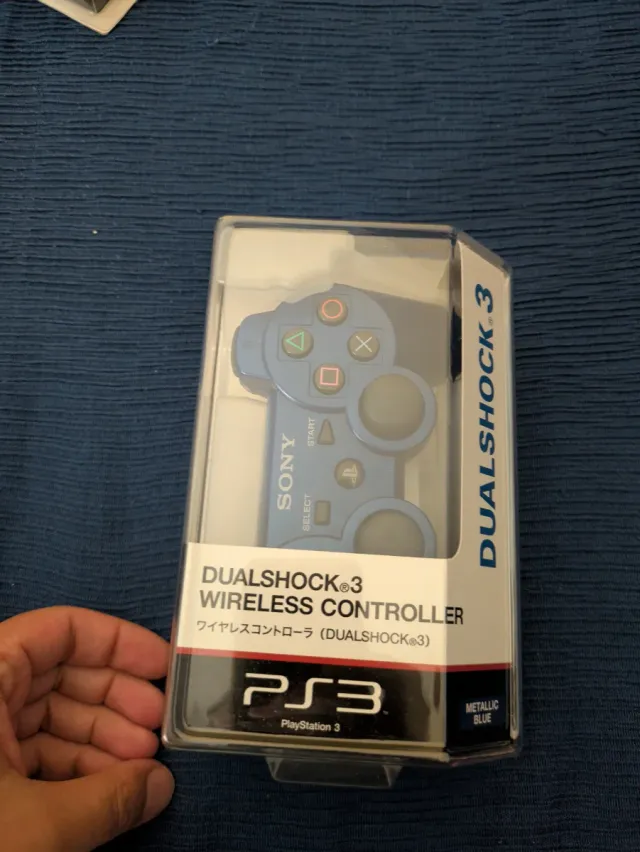 SONY
SELECT
START
DUALSHOCK®3
WIRELESS CONTROLLER
ワイヤレスコントローラ (DUALSHOCK®3)
PS3
PlayStation 3
DUALSHOCK®3
METALLIC
BLUE